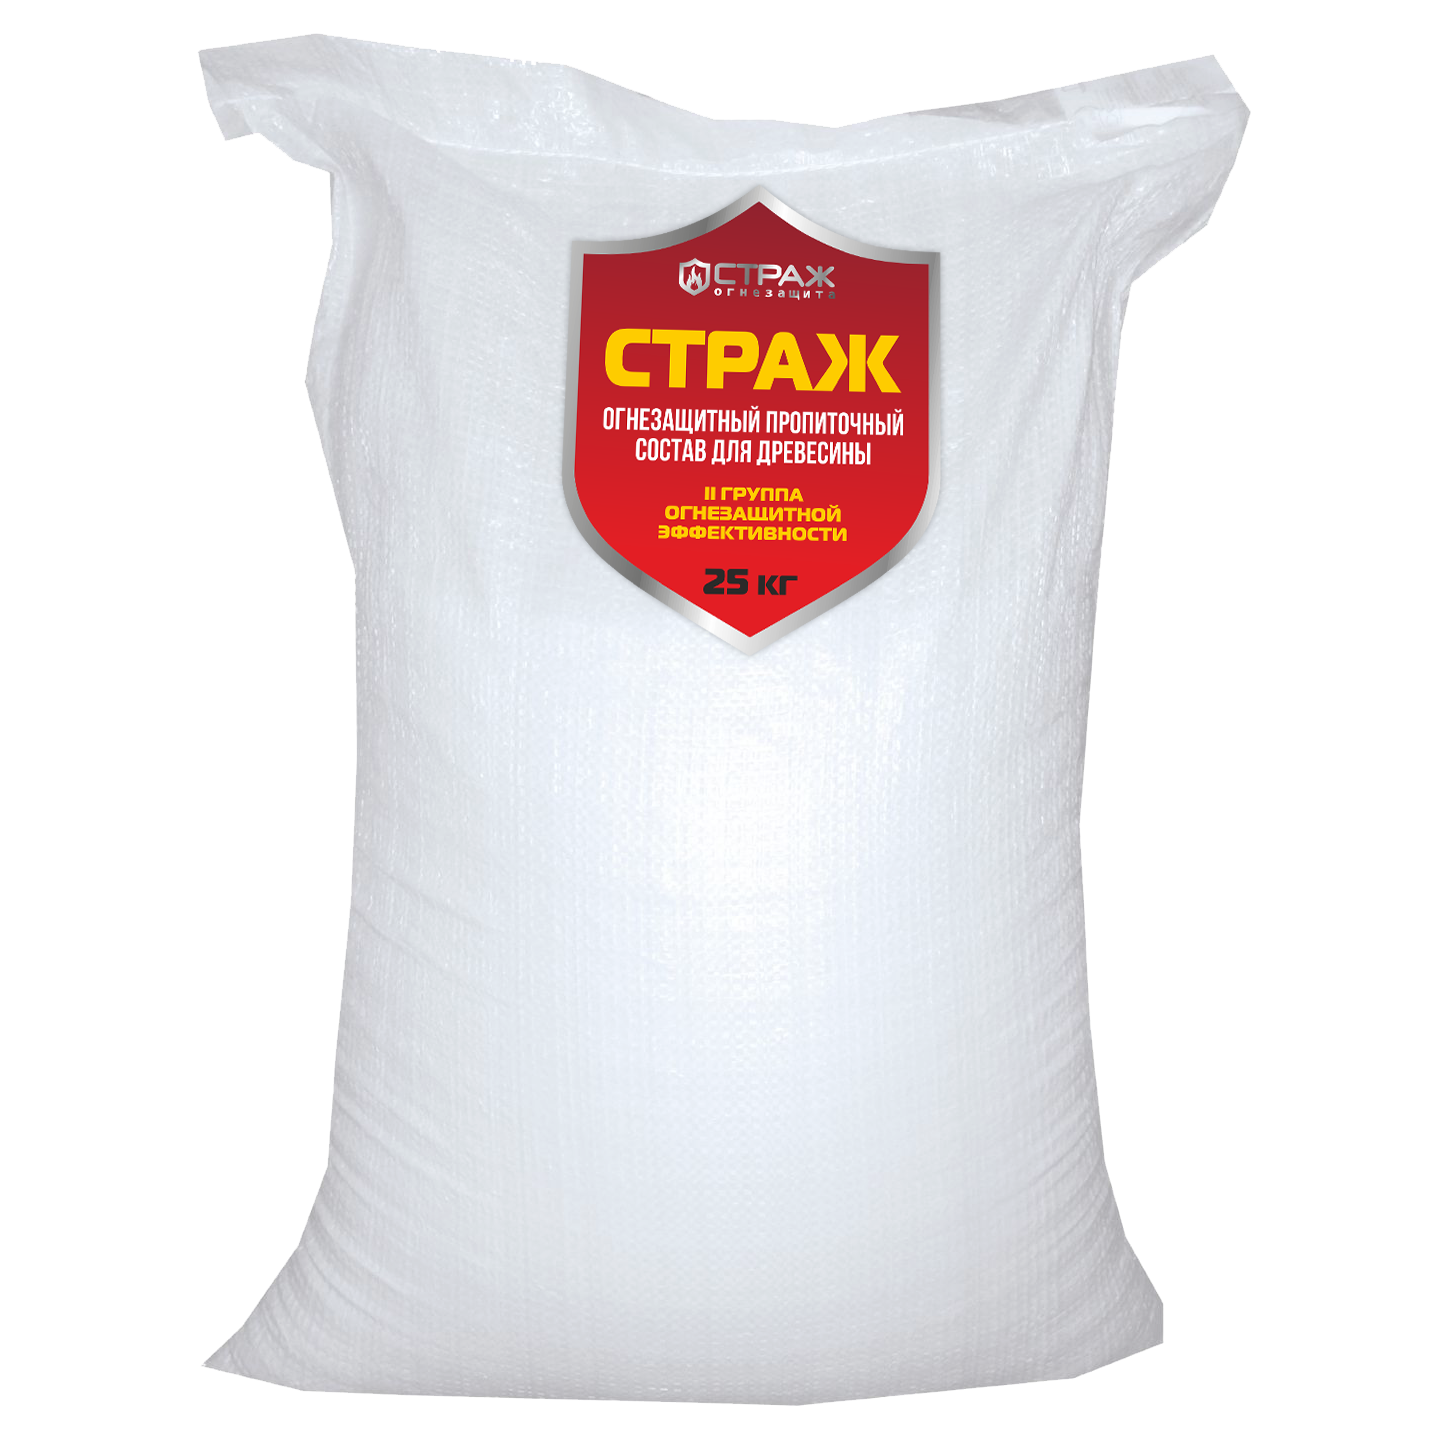 СТРАЖ
огнезащита
СТРАЖ
ОГНЕЗАЩИТНЫЙ ПРОПИТОЧНЫЙ
СОСТАВ ДЛЯ ДРЕВЕСИНЫ
II ГРУППА
ОГНЕЗАЩИТНОЙ
ЭФФЕКТИВНОСТИ
25 кг